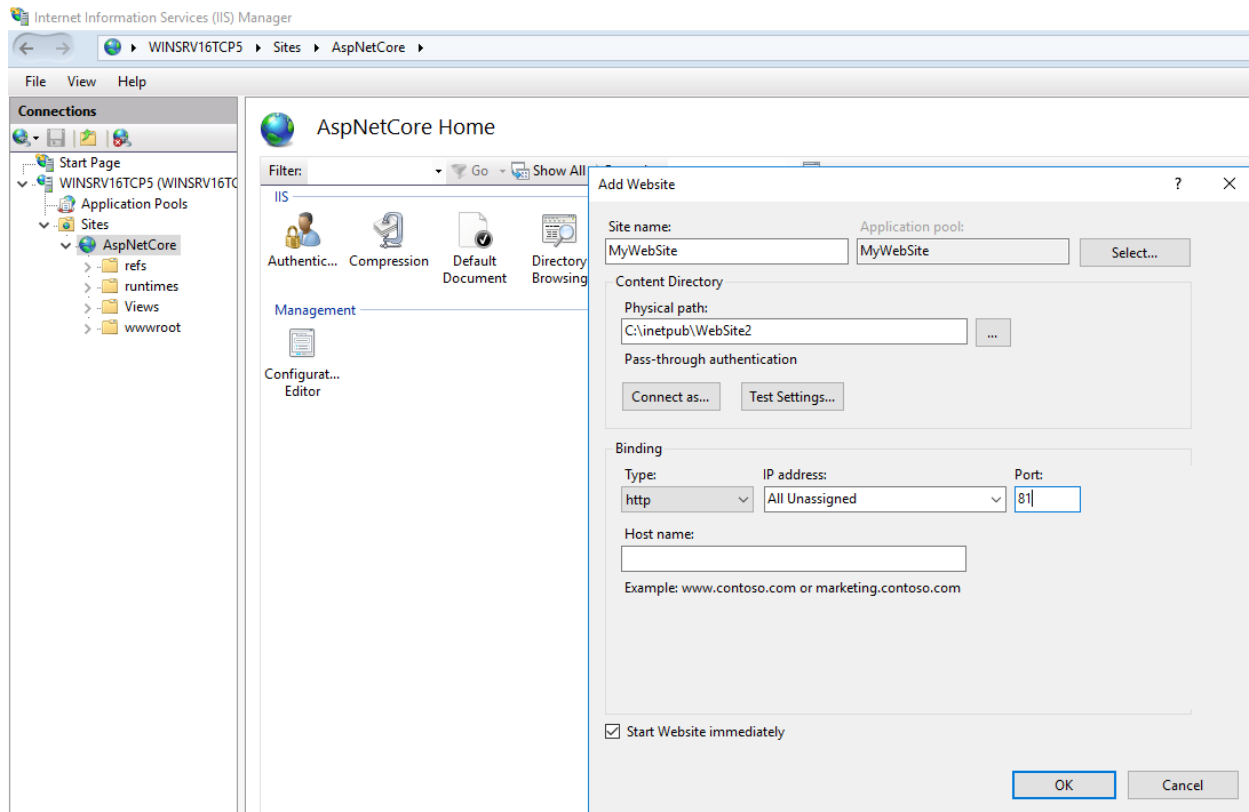 Internet Information Services (IIS) Manager
WINSRV16TCP5 Sites AspNetCore
File View Help
Connections
Start Page
WINSRV16TCP5 (WINSRV16TC
Application Pools
Sites
AspNetCore
refs
runtimes
Views
wwwroot
AspNetCore Home
Filter: Go Show All
IIS
Authentic... Compression Default Document Directory Browsing
Management
Configurat... Editor
Add Website ?
Site name: Application pool:
MyWebSite MyWebSite Select...
Content Directory
Physical path:
C:\inetpub\WebSite2 ...
Pass-through authentication
Connect as... Test Settings...
Binding
Type: IP address: Port:
http All Unassigned 81
Host name:
Example: www.contoso.com or marketing.contoso.com
Start Website immediately
OK Cancel